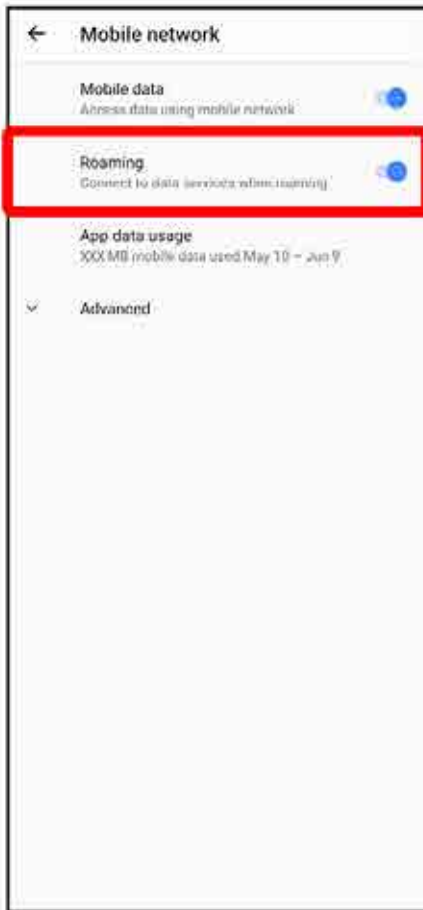 Mobile network
Mobile data
Access data using mobile network
Roaming
Connect to data services when roaming
App data usage
XXX MB mobile data used May 10 – Jun 9
Advanced